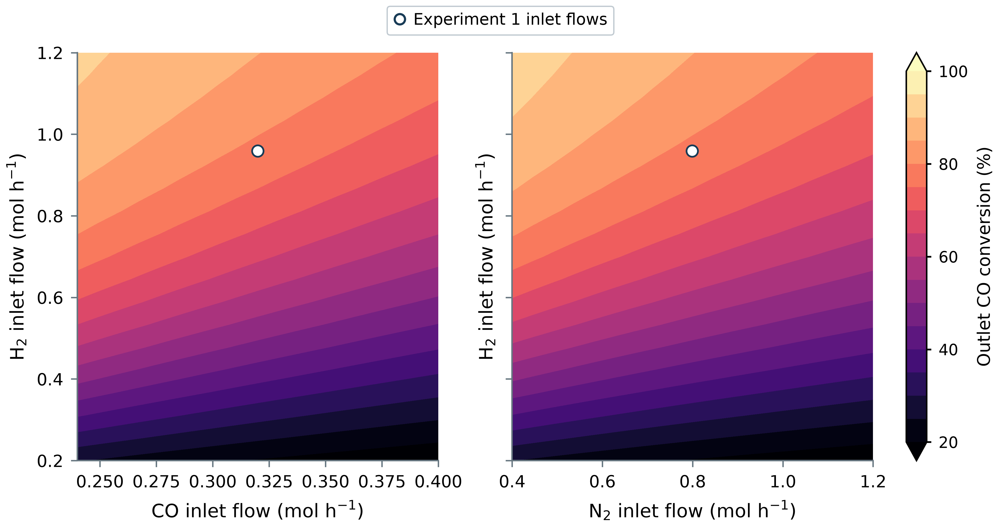 Experiment 1 inlet flows
1.2
1.0
0.8
0.6
0.4
0.2
H₂ inlet flow (mol h⁻¹)
0.250 0.275 0.300 0.325 0.350 0.375 0.400
CO inlet flow (mol h⁻¹)
H₂ inlet flow (mol h⁻¹)
0.4 0.6 0.8 1.0 1.2
N₂ inlet flow (mol h⁻¹)
100
80
60
40
20
Outlet CO conversion (%)